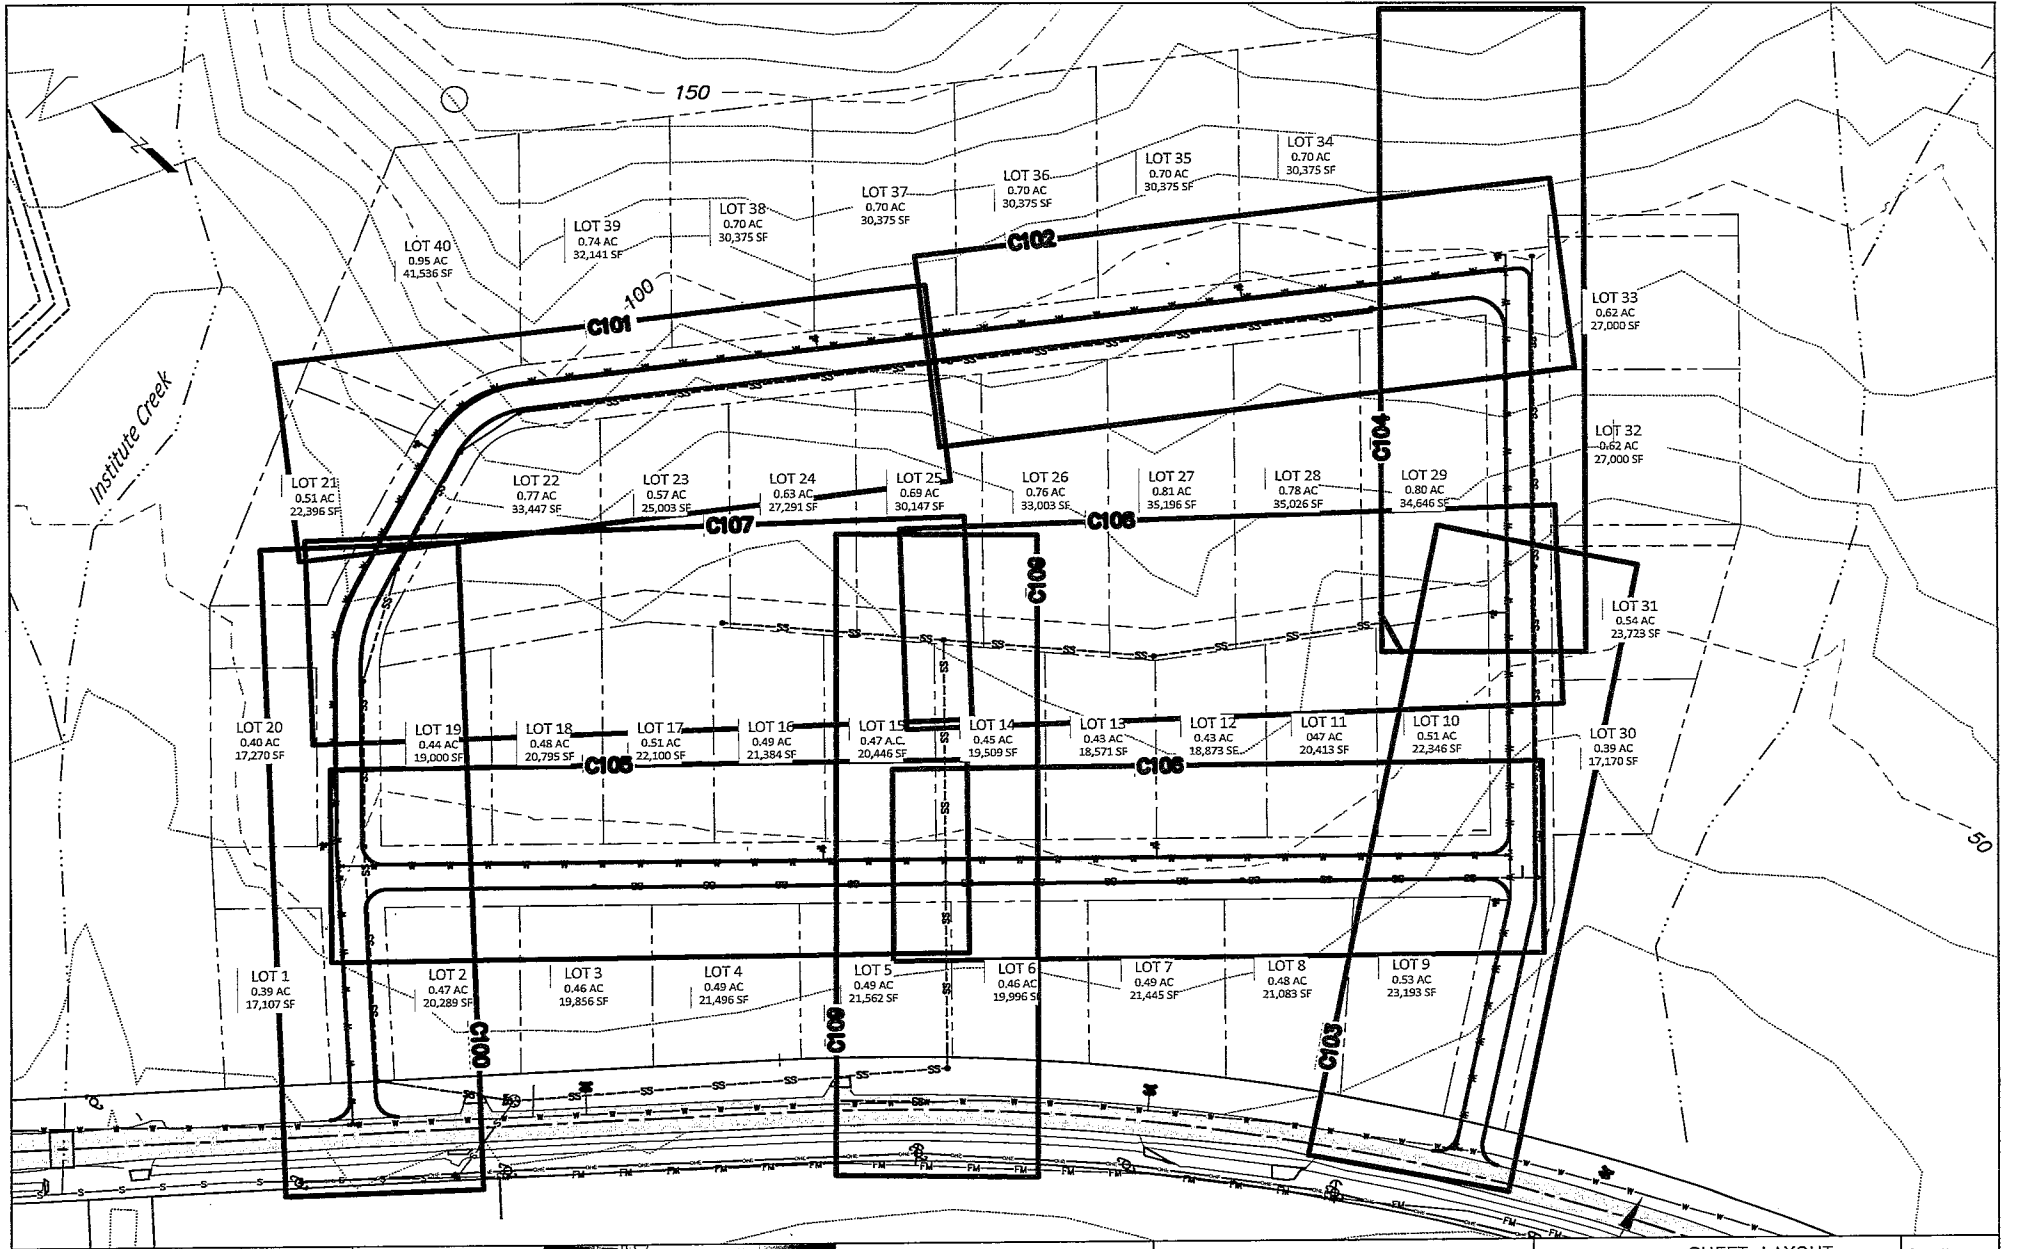 150
LOT 34
0.70 AC
30,375 SF
LOT 35
0.70 AC
30,375 SF
LOT 36
0.70 AC
30,375 SF
LOT 37
0.70 AC
30,375 SF
LOT 38
0.70 AC
30,375 SF
LOT 39
0.74 AC
32,141 SF
LOT 40
0.95 AC
41,536 SF
C102
100
C101
LOT 33
0.62 AC
27,000 SF
Institute Creek
C104
LOT 32
0.62 AC
27,000 SF
LOT 21
0.51 AC
22,396 SF
LOT 22
0.77 AC
33,447 SF
LOT 23
0.57 AC
25,003 SF
LOT 24
0.63 AC
27,291 SF
LOT 25
0.69 AC
30,147 SF
LOT 26
0.76 AC
33,003 SF
LOT 27
0.81 AC
35,196 SF
LOT 28
0.78 AC
35,026 SF
LOT 29
0.80 AC
34,646 SF
C107
C109
LOT 31
0.54 AC
23,723 SF
LOT 20
0.40 AC
17,270 SF
LOT 19
0.44 AC
19,000 SF
LOT 18
0.48 AC
20,795 SF
LOT 17
0.51 AC
22,100 SF
LOT 16
0.49 AC
21,384 SF
LOT 15
0.47 A.C.
20,446 SF
LOT 14
0.45 AC
19,509 SF
LOT 13
0.43 AC
18,571 SF
LOT 12
0.43 AC
18,873 SF
LOT 11
047 AC
20,413 SF
LOT 10
0.51 AC
22,346 SF
LOT 30
0.39 AC
17,170 SF
C105
C106
50
LOT 1
0.39 AC
17,107 SF
LOT 2
0.47 AC
20,289 SF
LOT 3
0.46 AC
19,856 SF
LOT 4
0.49 AC
21,496 SF
LOT 5
0.49 AC
21,562 SF
LOT 6
0.46 AC
19,996 SF
LOT 7
0.49 AC
21,445 SF
LOT 8
0.48 AC
21,083 SF
LOT 9
0.53 AC
23,193 SF
C100
C109
C103